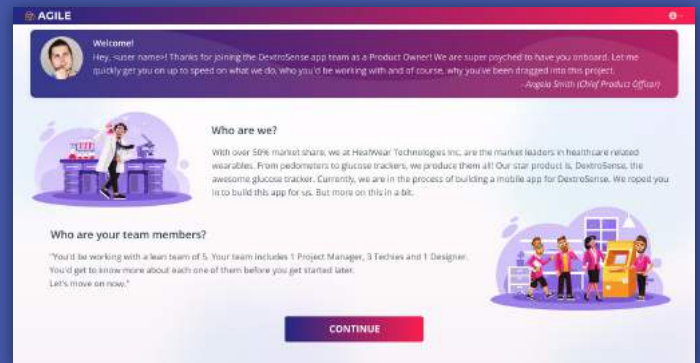 AGILE
Welcome!
Hey, <user name>! Thanks for joining the DextroSense app team as a Product Owner! We are super psyched to have you onboard. Let me
quickly get you on up to speed on what we do, who you'd be working with and of course, why you've been dragged into this project.
- Angela Smith (Chief Product Officer)
Who are we?
With over 50% market share, we at HealWear Technologies Inc. are the market leaders in healthcare related
wearables. From pedometers to glucose trackers, we produce them all! Our star product is, DextroSense, the
awesome glucose tracker. Currently, we are in the process of building a mobile app for DextroSense. We roped you
in to build this app for us. But more on this in a bit.
Who are your team members?
"You'd be working with a lean team of 5. Your team includes 1 Project Manager, 3 Techies and 1 Designer.
You'd get to know more about each one of them before you get started later.
Let's move on now."
CONTINUE